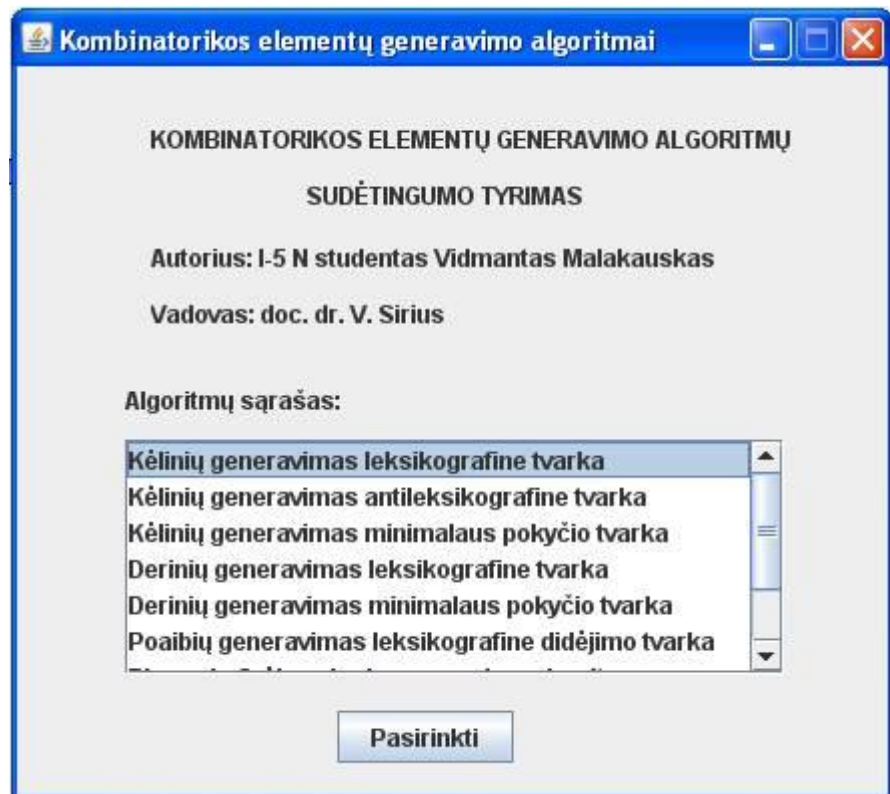 Kombinatorikos elementų generavimo algoritmai
KOMBINATORIKOS ELEMENTŲ GENERAVIMO ALGORITMŲ
SUDĖTINGUMO TYRIMAS
Autorius: I-5 N studentas Vidmantas Malakauskas
Vadovas: doc. dr. V. Sirius
Algoritmų sąrašas:
Kėlinių generavimas leksikografine tvarka
Kėlinių generavimas antileksikografine tvarka
Kėlinių generavimas minimalaus pokyčio tvarka
Derinių generavimas leksikografine tvarka
Derinių generavimas minimalaus pokyčio tvarka
Poaibių generavimas leksikografine didėjimo tvarka
Pasirinkti